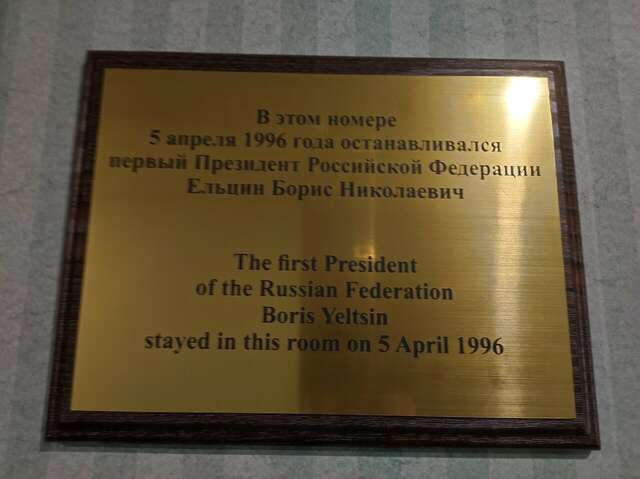 В этом номере
5 апреля 1996 года останавливался
первый Президент Российской Федерации
Ельцин Борис Николаевич
The first President
of the Russian Federation
Boris Yeltsin
stayed in this room on 5 April 1996